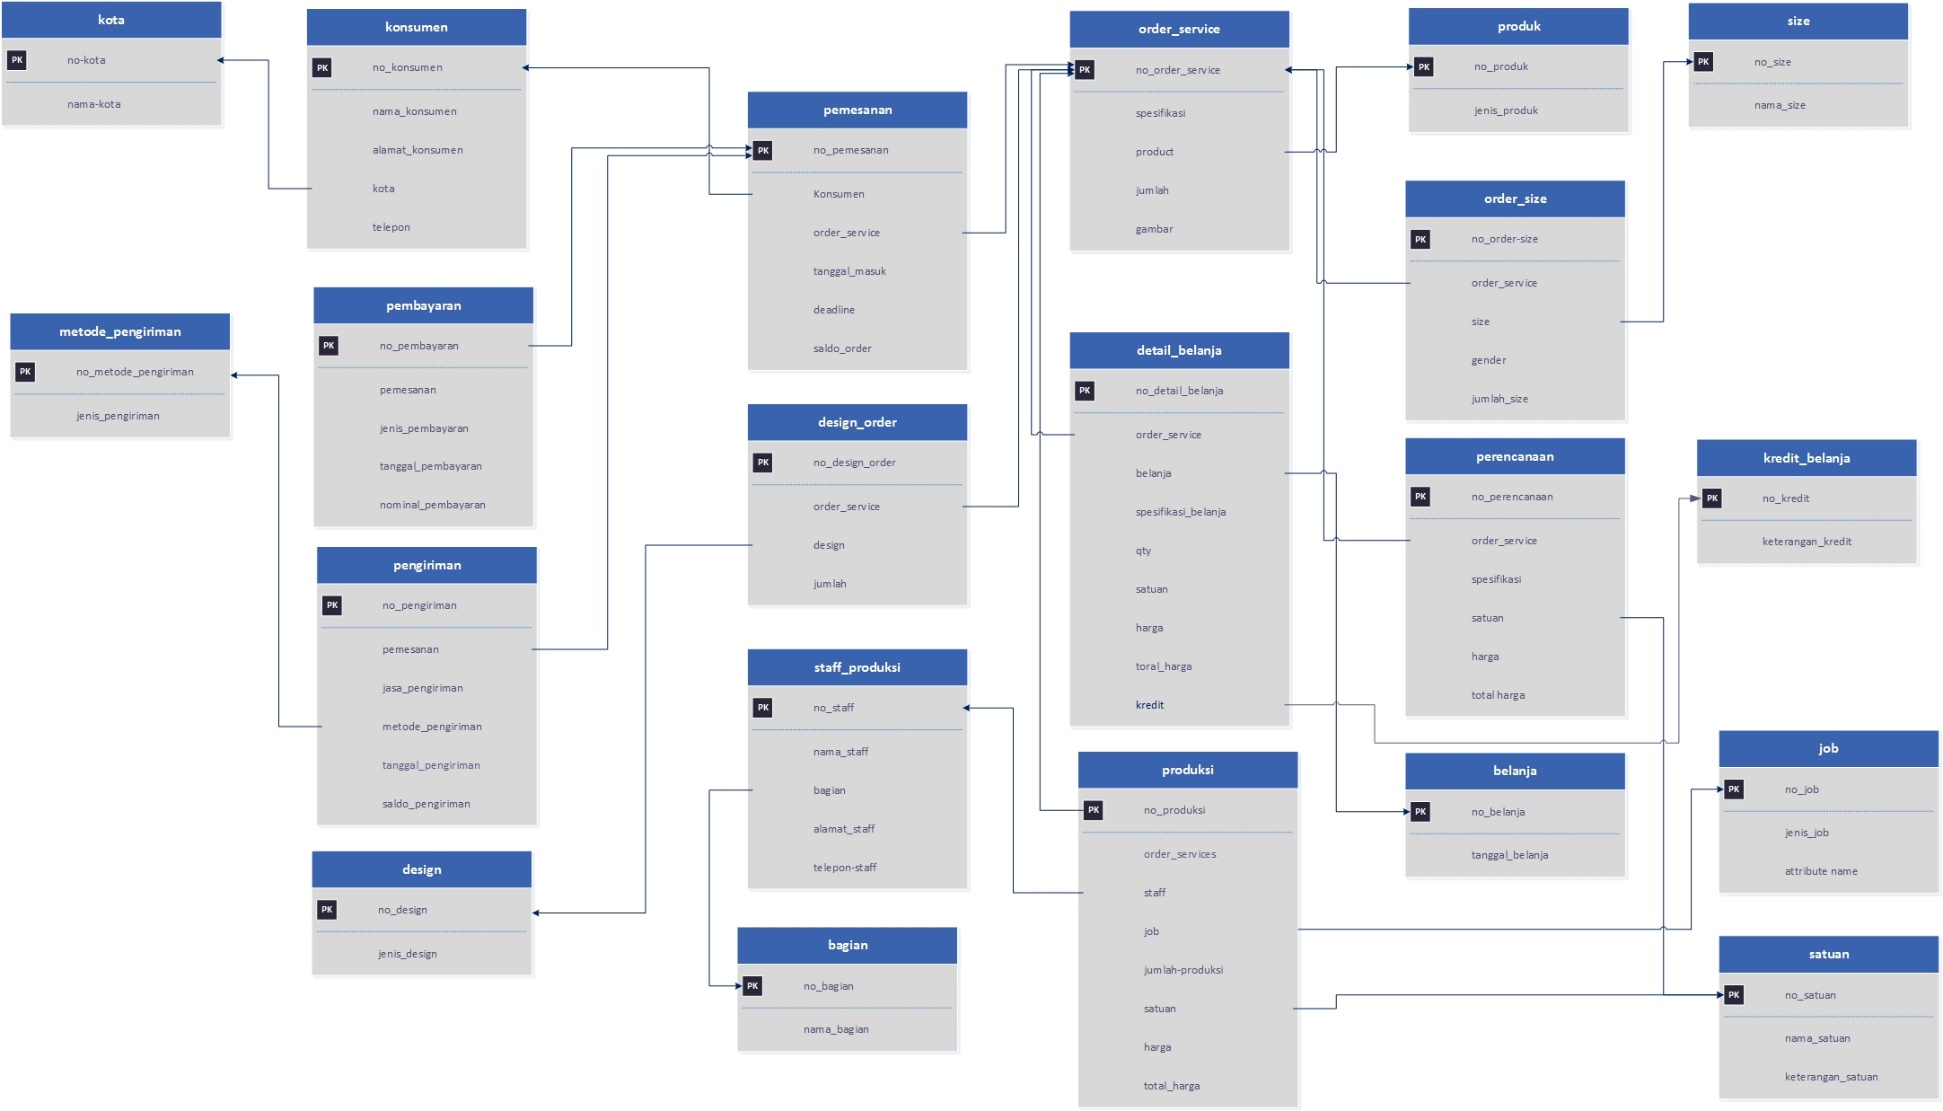 kota
PK no-kota
nama-kota
konsumen
PK no_konsumen
nama_konsumen
alamat_konsumen
kota
telepon
pemesanan
PK no_pemesanan
Konsumen
order_service
tanggal_masuk
deadline
saldo_order
order_service
PK no_order_service
spesifikasi
product
jumlah
gambar
produk
PK no_produk
jenis_produk
size
PK no_size
nama_size
order_size
PK no_order-size
order_service
size
gender
jumlah_size
metode_pengiriman
PK no_metode_pengiriman
jenis_pengiriman
pembayaran
PK no_pembayaran
pemesanan
jenis_pembayaran
tanggal_pembayaran
nominal_pembayaran
design_order
PK no_design_order
order_service
design
jumlah
detail_belanja
PK no_detail_belanja
order_service
belanja
spesifikasi_belanja
qty
satuan
harga
toral_harga
kredit
perencanaan
PK no_perencanaan
order_service
spesifikasi
satuan
harga
total harga
kredit_belanja
PK no_kredit
keterangan_kredit
pengiriman
PK no_pengiriman
pemesanan
jasa_pengiriman
metode_pengiriman
tanggal_pengiriman
saldo_pengiriman
staff_produksi
PK no_staff
nama_staff
bagian
alamat_staff
telepon-staff
produksi
PK no_produksi
order_services
staff
job
jumlah-produksi
satuan
harga
total_harga
belanja
PK no_belanja
tanggal_belanja
job
PK no_job
jenis_job
attribute name
design
PK no_design
jenis_design
bagian
PK no_bagian
nama_bagian
satuan
PK no_satuan
nama_satuan
keterangan_satuan